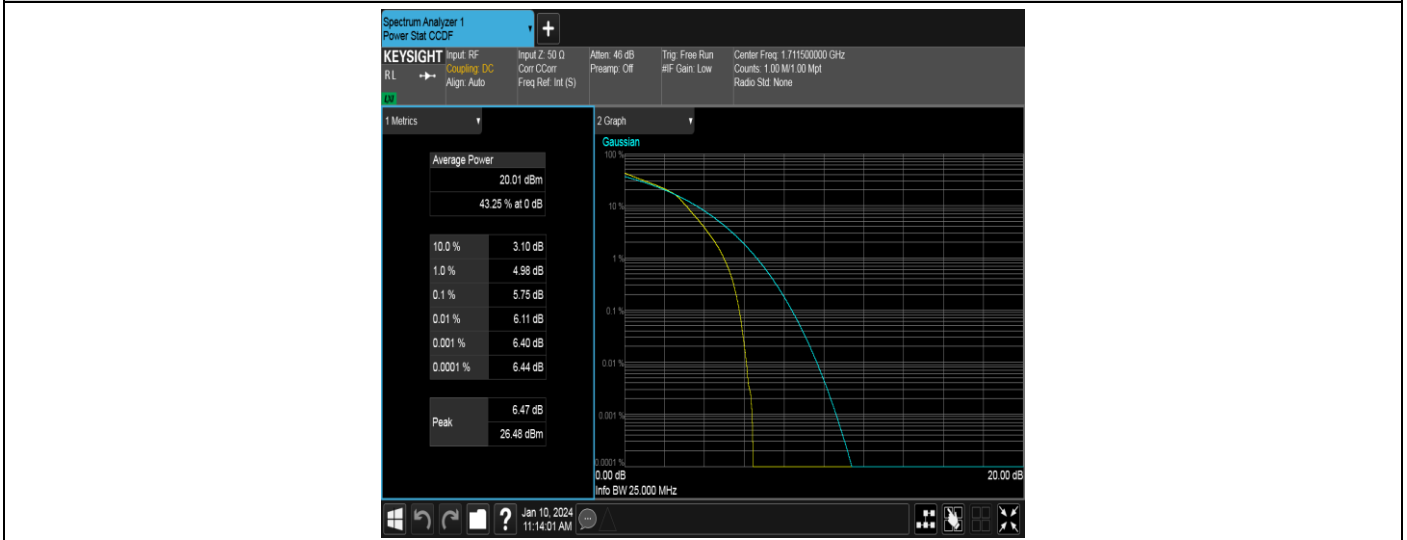 Spectrum Analyzer 1
Power Stat CCDF
+
KEYSIGHT
RL
LXI
Input: RF
Coupling: DC
Align: Auto
Input Z: 50 Ω
Corr CCorr
Freq Ref: Int (S)
Atten: 46 dB
Preamp: Off
Trig: Free Run
#IF Gain: Low
Center Freq: 1.711500000 GHz
Counts: 1.00 M/1.00 Mpt
Radio Std: None
1 Metrics
Average Power
20.01 dBm
43.25 % at 0 dB
10.0 % 3.10 dB
1.0 % 4.98 dB
0.1 % 5.75 dB
0.01 % 6.11 dB
0.001 % 6.40 dB
0.0001 % 6.44 dB
Peak
6.47 dB
26.48 dBm
2 Graph
Gaussian
100 %
10 %
1 %
0.1 %
0.01 %
0.001 %
0.0001 %
0.00 dB 20.00 dB
Info BW 25.000 MHz
?
Jan 10, 2024
11:14:01 AM